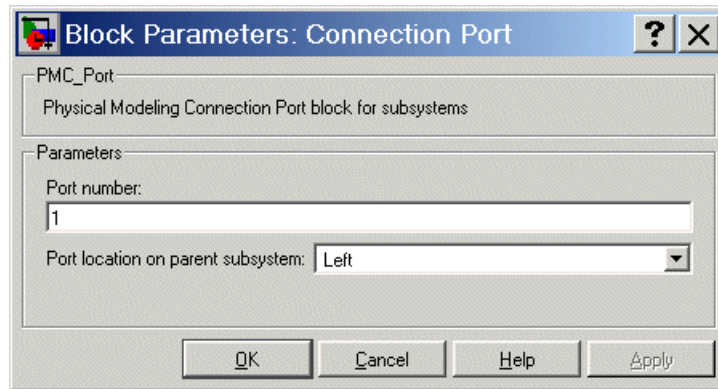 Block Parameters: Connection Port ?
PMC_Port
Physical Modeling Connection Port block for subsystems
Parameters
Port number:
1
Port location on parent subsystem: Left
OK Cancel Help Apply